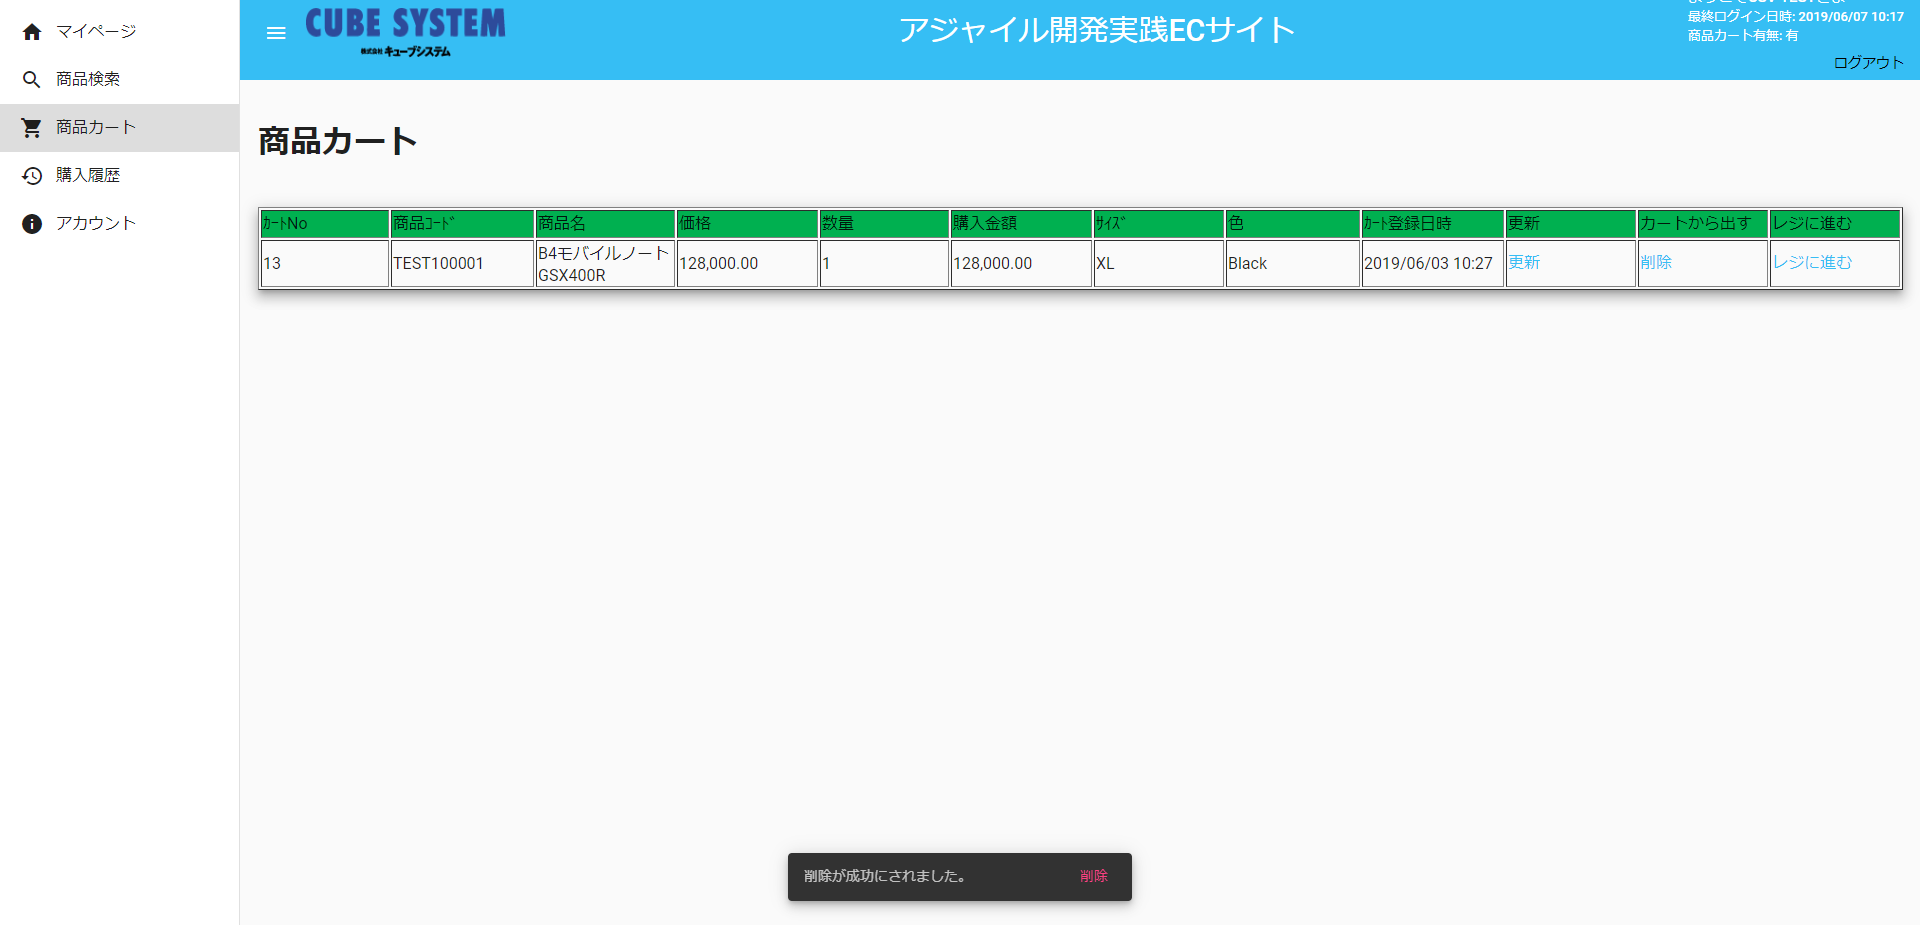 マイページ
商品検索
商品カート
購入履歴
アカウント
CUBE SYSTEM
株式会社 キューブシステム
アジャイル開発実践ECサイト
最終ログイン日時: 2019/06/07 10:17
商品カート有無: 有
ログアウト
商品カート
ｶｰﾄNo 商品ｺｰﾄﾞ 商品名 価格 数量 購入金額 ｻｲｽﾞ 色 ｶｰﾄ登録日時 更新 カートから出す レジに進む
13 TEST100001 B4モバイルノート GSX400R 128,000.00 1 128,000.00 XL Black 2019/06/03 10:27 更新 削除 レジに進む
削除が成功にされました。 削除